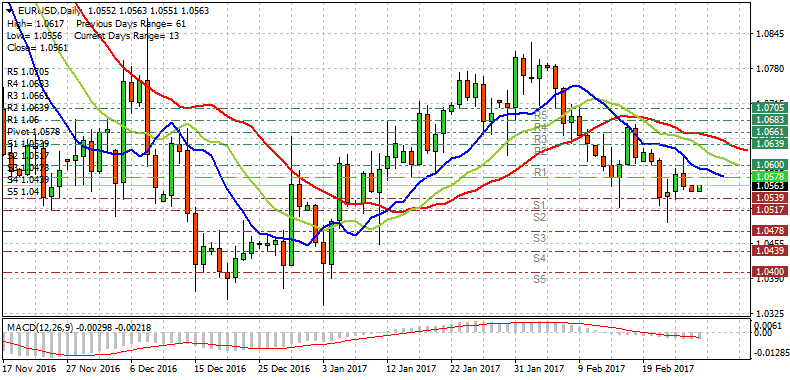 EURUSD,Daily 1.0552 1.0563 1.0551 1.0563
High= 1.0617 Previous Days Range= 61
Low= 1.0556 Current Days Range= 13
Close= 1.0561
R5 1.0705
R4 1.0683
R3 1.0661
R2 1.0639
R1 1.06
Pivot 1.0578
S1 1.0539
S2 1.0517
S3 1.0478
S4 1.0439
S5 1.04
R5
R4
R3
R2
R1
S1
S2
S3
S4
S5
1.0845
1.0780
1.0715
1.0705
1.0683
1.0661
1.0639
1.0600
1.0578
1.0563
1.0539
1.0517
1.0478
1.0455
1.0439
1.0400
1.0390
1.0325
MACD(12,26,9) -0.00298 -0.00218
0.0061
0.00
-0.01285
17 Nov 2016
27 Nov 2016
6 Dec 2016
15 Dec 2016
25 Dec 2016
3 Jan 2017
12 Jan 2017
22 Jan 2017
31 Jan 2017
9 Feb 2017
19 Feb 2017